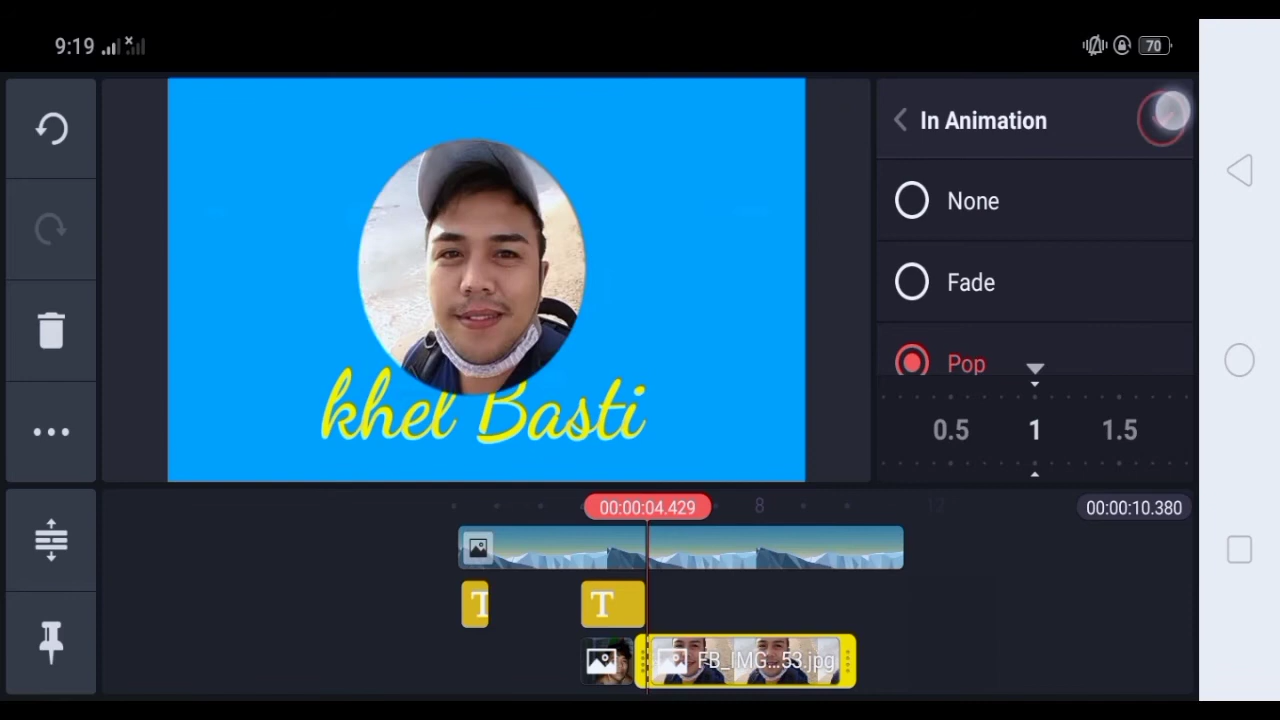 9:19
70
In Animation
None
Fade
Pop
0.5 1 1.5
khel Basti
00:00:04.429
8
12
00:00:10.380
T
T
FB_IMG...53.jpg